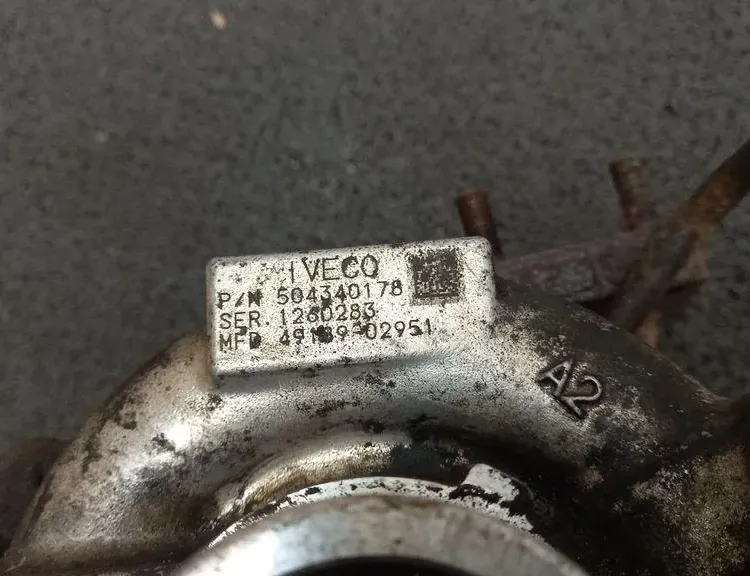 IVECO
P/N 504340178
SER. 1260283
MFD 49189-02951
A2